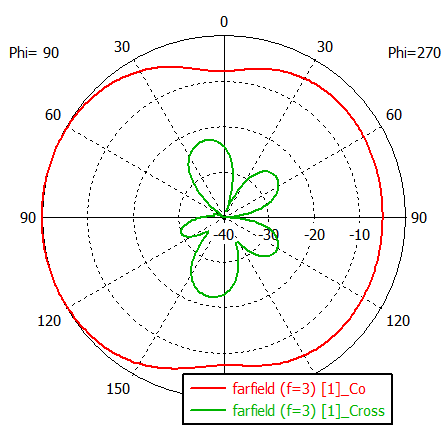 0
Phi= 90 30 30 Phi=270
60 60
90 -40 -30 -20 -10 90
120 120
150
farfield (f=3) [1]_Co
farfield (f=3) [1]_Cross